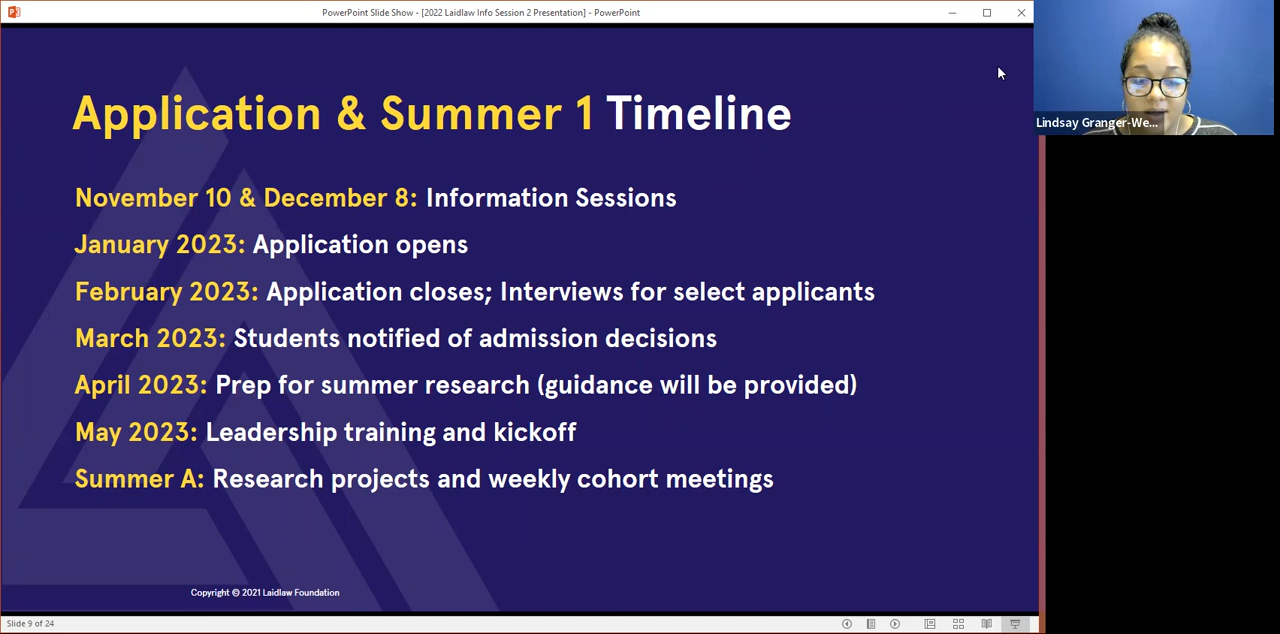 PowerPoint Slide Show - [2022 Laidlaw Info Session 2 Presentation] - PowerPoint
Application & Summer 1 Timeline
Lindsay Granger-We...
November 10 & December 8: Information Sessions
January 2023: Application opens
February 2023: Application closes; Interviews for select applicants
March 2023: Students notified of admission decisions
April 2023: Prep for summer research (guidance will be provided)
May 2023: Leadership training and kickoff
Summer A: Research projects and weekly cohort meetings
Copyright © 2021 Laidlaw Foundation
Slide 9 of 24